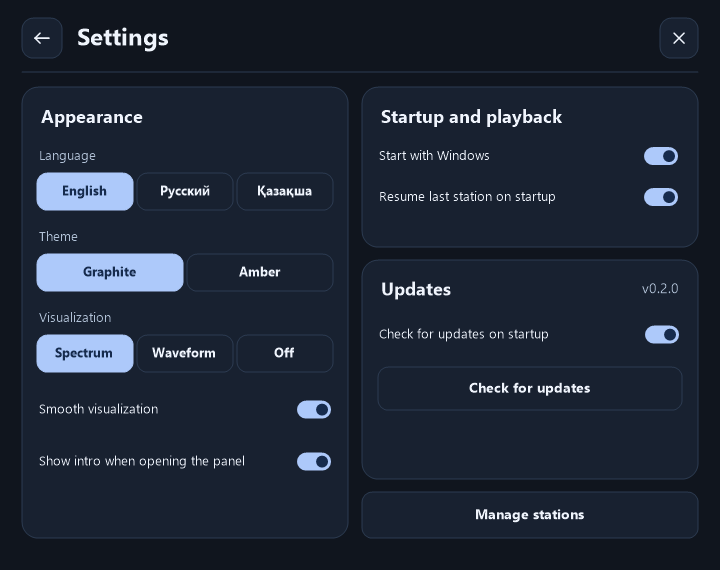 Settings
Appearance
Language
English Русский Қазақша
Theme
Graphite Amber
Visualization
Spectrum Waveform Off
Smooth visualization
Show intro when opening the panel
Startup and playback
Start with Windows
Resume last station on startup
Updates v0.2.0
Check for updates on startup
Check for updates
Manage stations